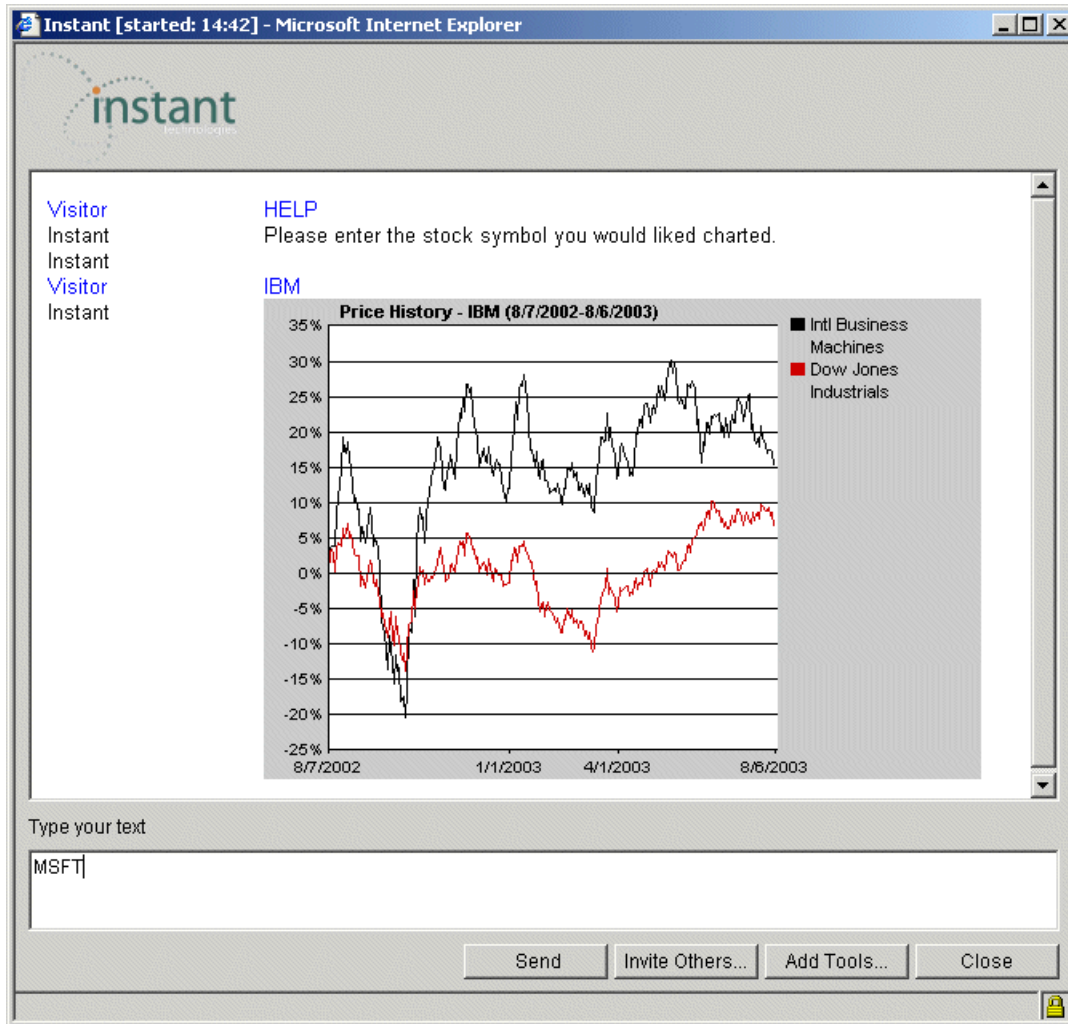 Instant [started: 14:42] - Microsoft Internet Explorer
instant
technologies
Visitor HELP
Instant Please enter the stock symbol you would liked charted.
Instant
Visitor IBM
Instant
Price History - IBM (8/7/2002-8/6/2003)
35%
30%
25%
20%
15%
10%
5%
0%
-5%
-10%
-15%
-20%
-25%
8/7/2002 1/1/2003 4/1/2003 8/6/2003
Intl Business
Machines
Dow Jones
Industrials
Type your text
MSFT
Send Invite Others... Add Tools... Close